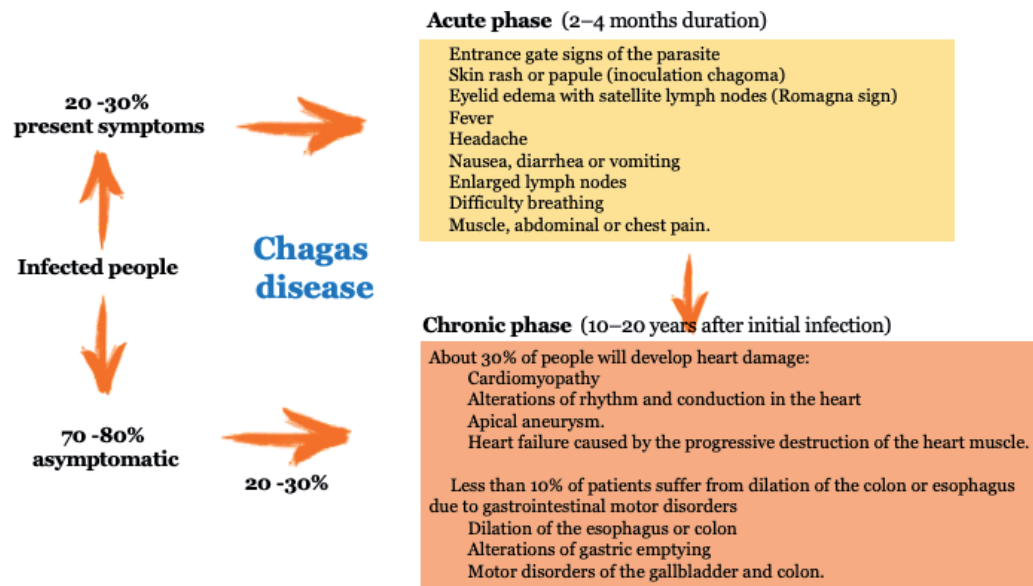 Acute phase (2–4 months duration)
Entrance gate signs of the parasite
Skin rash or papule (inoculation chagoma)
Eyelid edema with satellite lymph nodes (Romagna sign)
Fever
Headache
Nausea, diarrhea or vomiting
Enlarged lymph nodes
Difficulty breathing
Muscle, abdominal or chest pain.
20 -30%
present symptoms
Infected people
Chagas
disease
70 -80%
asymptomatic
20 -30%
Chronic phase (10–20 years after initial infection)
About 30% of people will develop heart damage:
Cardiomyopathy
Alterations of rhythm and conduction in the heart
Apical aneurysm.
Heart failure caused by the progressive destruction of the heart muscle.
Less than 10% of patients suffer from dilation of the colon or esophagus
due to gastrointestinal motor disorders
Dilation of the esophagus or colon
Alterations of gastric emptying
Motor disorders of the gallbladder and colon.